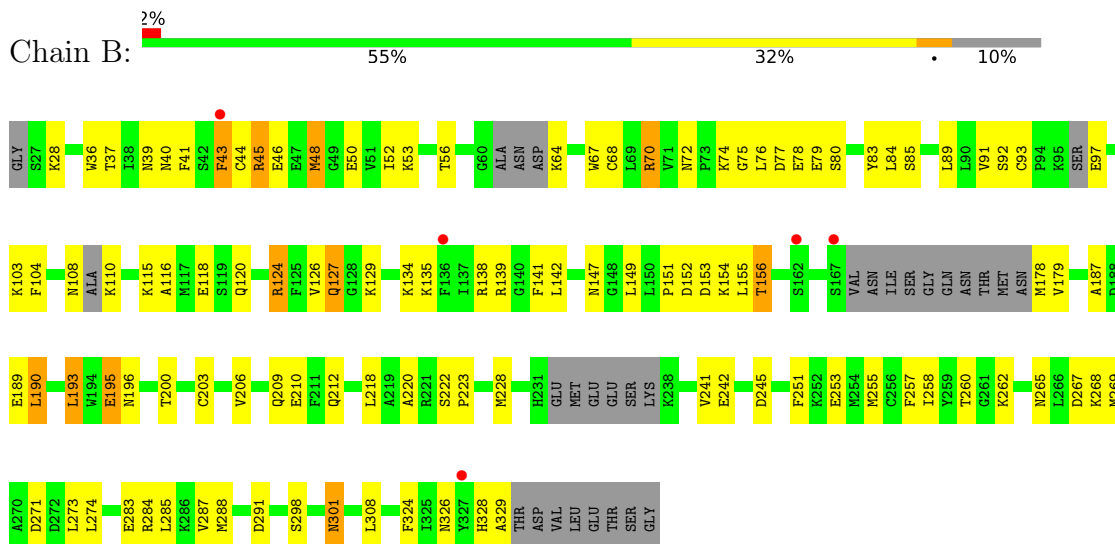 2%
Chain B:
55% 32% • 10%
GLY S27 K28 W36 T37 I38 N39 N40 F41 S42 F43 C44 R45 E46 E47 M48 G49 E50 V51 I52 K53 T56 G60 ALA ASN ASP K64 W67 C68 L69 R70 V71 N72 P73 K74 G75 L76 D77 E78 E79 S80 Y83 L84 S85 L89 L90 V91 S92 C93 P94 K95 SER E97
K103 F104 N108 ALA K110 K115 A116 M117 E118 S119 Q120 R124 F125 V126 Q127 G128 K129 K134 K135 F136 I137 R138 R139 G140 F141 L142 N147 G148 L149 L150 P151 D152 D153 K154 L155 T156 S162 S167 VAL ASN ILE SER GLY GLN ASN THR MET ASN M178 V179 A187 D188
E189 L190 L193 W194 E195 N196 T200 C203 V206 Q209 E210 F211 Q212 L218 A219 A220 R221 S222 P223 M228 H231 GLU MET GLU GLU SER LYS K238 V241 E242 D245 F251 K252 E253 M254 M255 C256 F257 I258 Y259 T260 G261 K262 N265 L266 D267 K268 M269
A270 D271 D272 L273 L274 E283 R284 L285 K286 V287 M288 D291 S298 N301 L308 F324 I325 N326 Y327 H328 A329 THR ASP VAL LEU GLU THR SER GLY